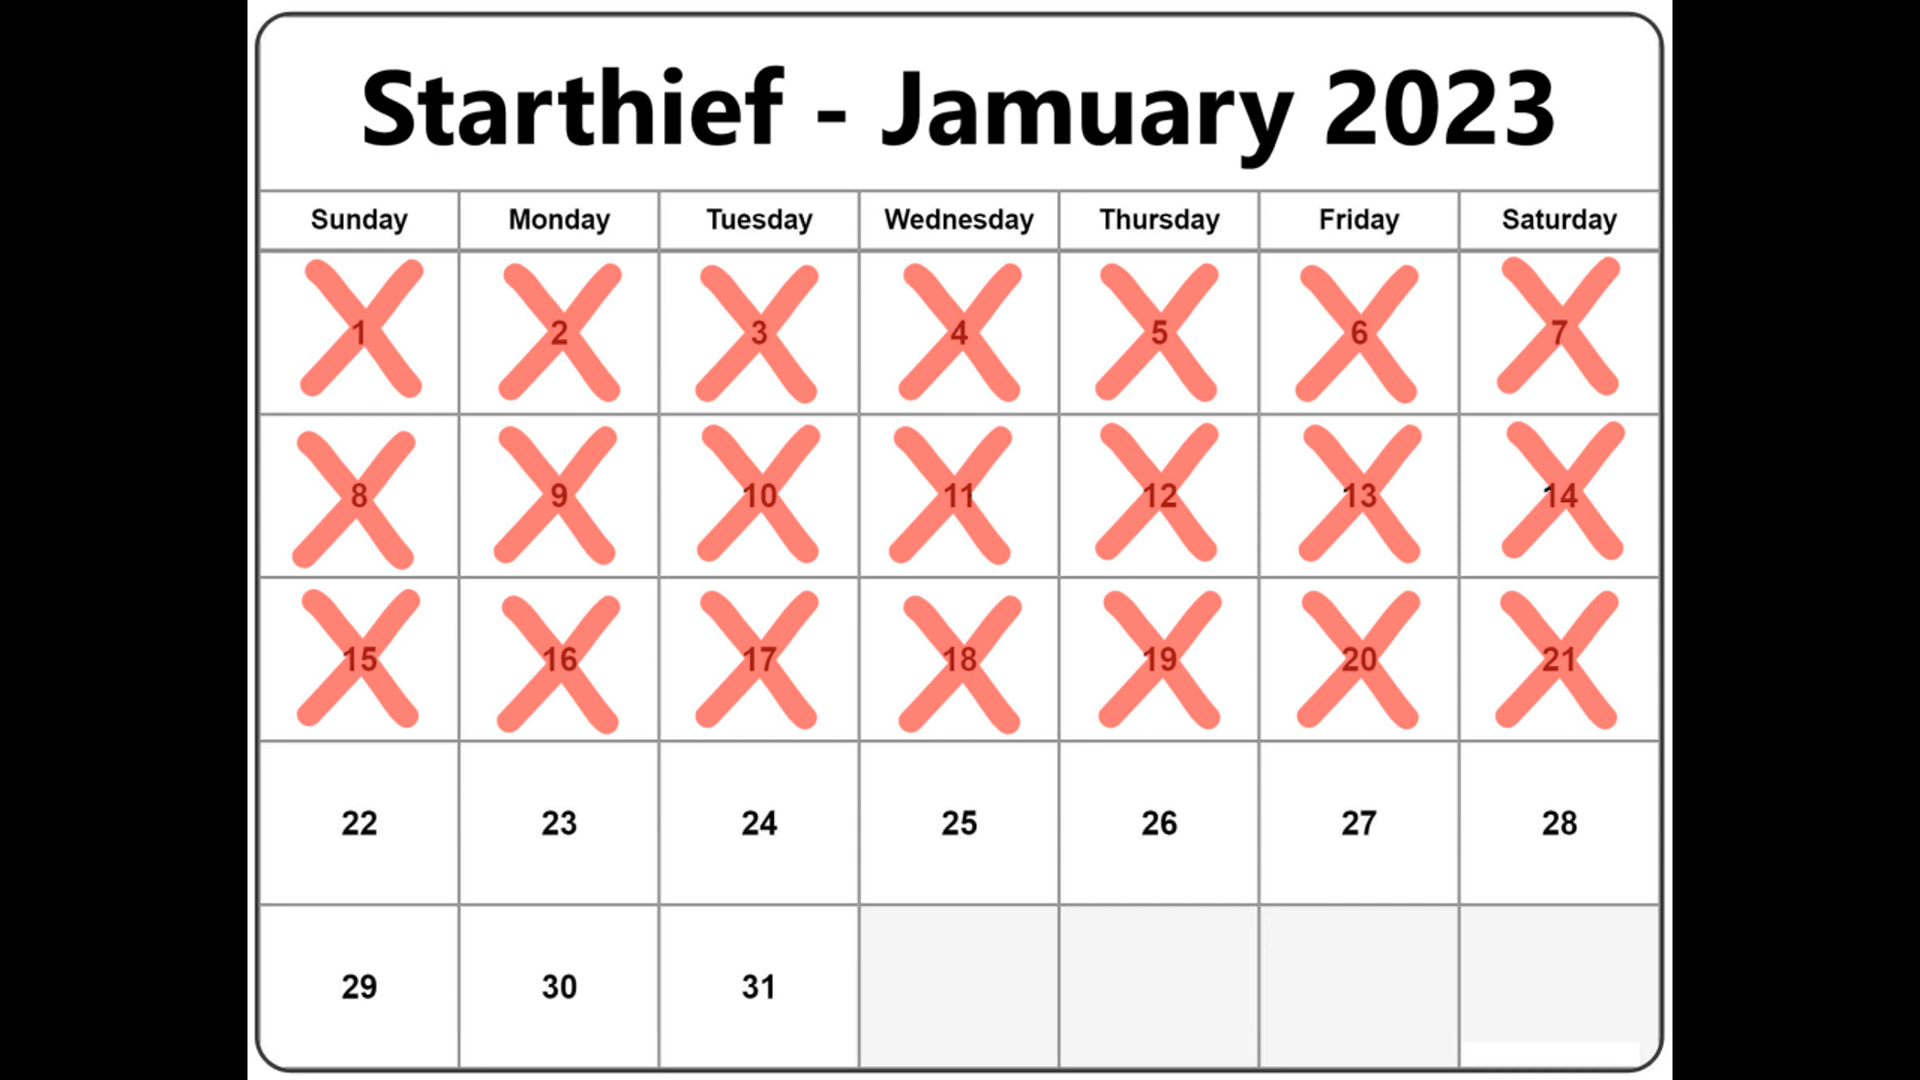 Starthief - Jamuary 2023
Sunday Monday Tuesday Wednesday Thursday Friday Saturday
1 2 3 4 5 6 7
8 9 10 11 12 13 14
15 16 17 18 19 20 21
22 23 24 25 26 27 28
29 30 31